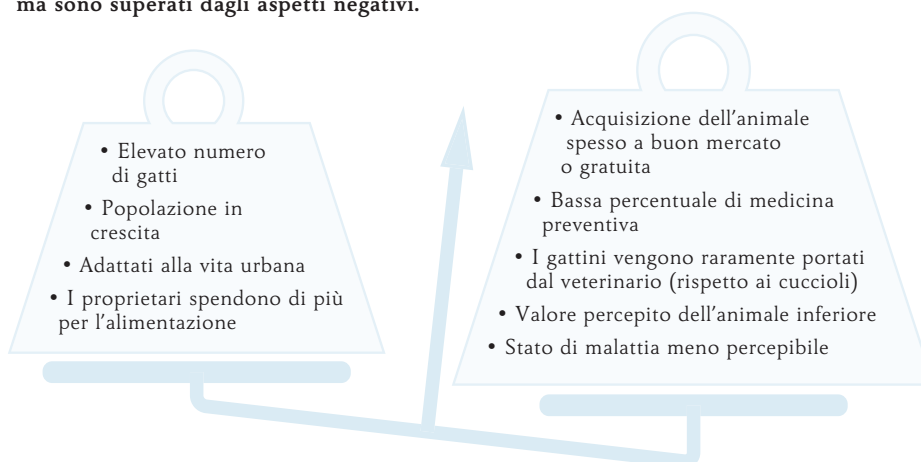 ma sono superati dagli aspetti negativi.
• Elevato numero
di gatti
• Popolazione in
crescita
• Adattati alla vita urbana
• I proprietari spendono di più
per l'alimentazione
• Acquisizione dell'animale
spesso a buon mercato
o gratuita
• Bassa percentuale di medicina
preventiva
• I gattini vengono raramente portati
dal veterinario (rispetto ai cuccioli)
• Valore percepito dell'animale inferiore
• Stato di malattia meno percepibile